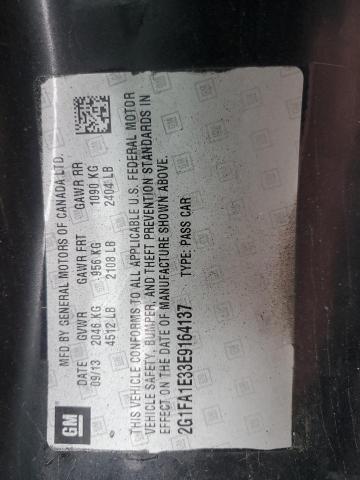 GM
MFD BY GENERAL MOTORS OF CANADA LTD.
DATE GVWR GAWR FRT GAWR RR
09/13 2046 KG 956 KG 1090 KG
4512 LB 2108 LB 2404 LB
THIS VEHICLE CONFORMS TO ALL APPLICABLE U.S. FEDERAL MOTOR
VEHICLE SAFETY, BUMPER, AND THEFT PREVENTION STANDARDS IN
EFFECT ON THE DATE OF MANUFACTURE SHOWN ABOVE.
2G1FA1E33E9164137 TYPE: PASS CAR